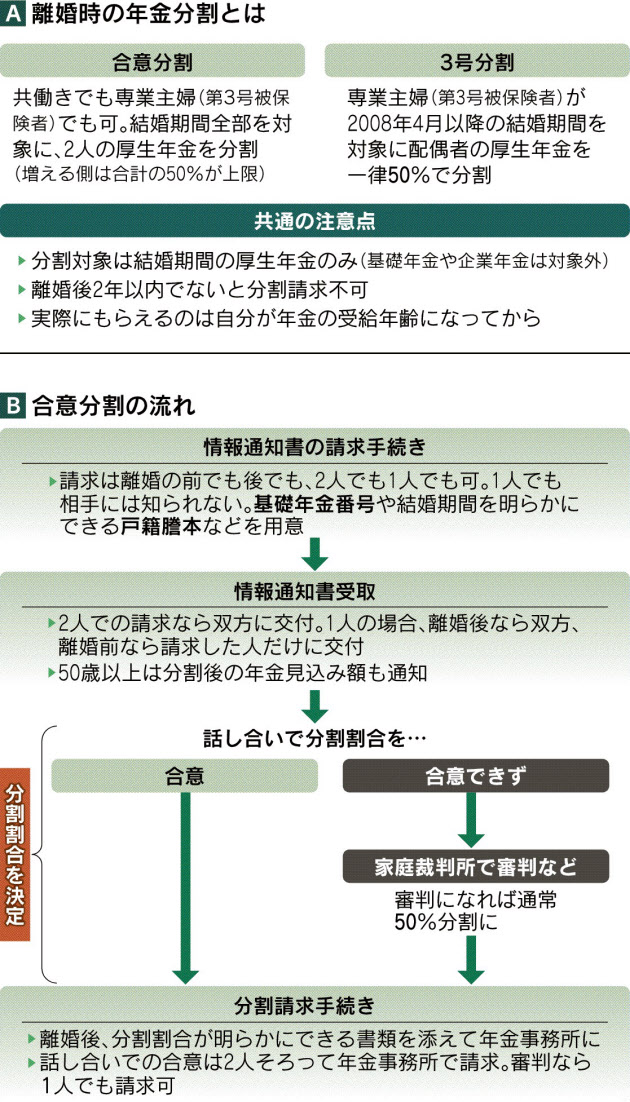 A 離婚時の年金分割とは
合意分割
共働きでも専業主婦(第3号被保
険者)でも可。結婚期間全部を対
象に、2人の厚生年金を分割
(増える側は合計の50%が上限)
3号分割
専業主婦(第3号被保険者)が
2008年4月以降の結婚期間を
対象に配偶者の厚生年金を
一律50%で分割
共通の注意点
分割対象は結婚期間の厚生年金のみ(基礎年金や企業年金は対象外)
離婚後2年以内でないと分割請求不可
実際にもらえるのは自分が年金の受給年齢になってから
B 合意分割の流れ
情報通知書の請求手続き
請求は離婚の前でも後でも、2人でも1人でも可。1人でも
相手には知られない。基礎年金番号や結婚期間を明らかに
できる戸籍謄本などを用意
情報通知書受取
2人での請求なら双方に交付。1人の場合、離婚後なら双方、
離婚前なら請求した人だけに交付
50歳以上は分割後の年金見込み額も通知
話し合いで分割割合を…
分割割合を決定
合意
合意できず
家庭裁判所で審判など
審判になれば通常
50%分割に
分割請求手続き
離婚後、分割割合が明らかにできる書類を添えて年金事務所に
話し合いでの合意は2人そろって年金事務所で請求。審判なら
1人でも請求可